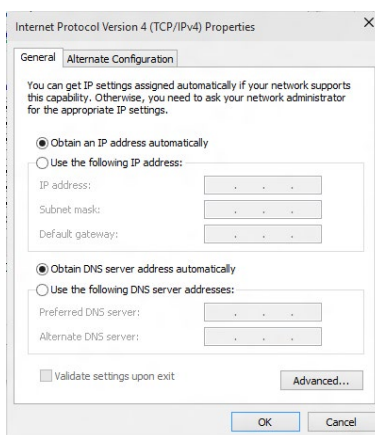 Internet Protocol Version 4 (TCP/IPv4) Properties
General
Alternate Configuration
You can get IP settings assigned automatically if your network supports
this capability. Otherwise, you need to ask your network administrator
for the appropriate IP settings.
Obtain an IP address automatically
Use the following IP address:
IP address:
Subnet mask:
Default gateway:
Obtain DNS server address automatically
Use the following DNS server addresses:
Preferred DNS server:
Alternate DNS server:
Validate settings upon exit
Advanced...
OK
Cancel